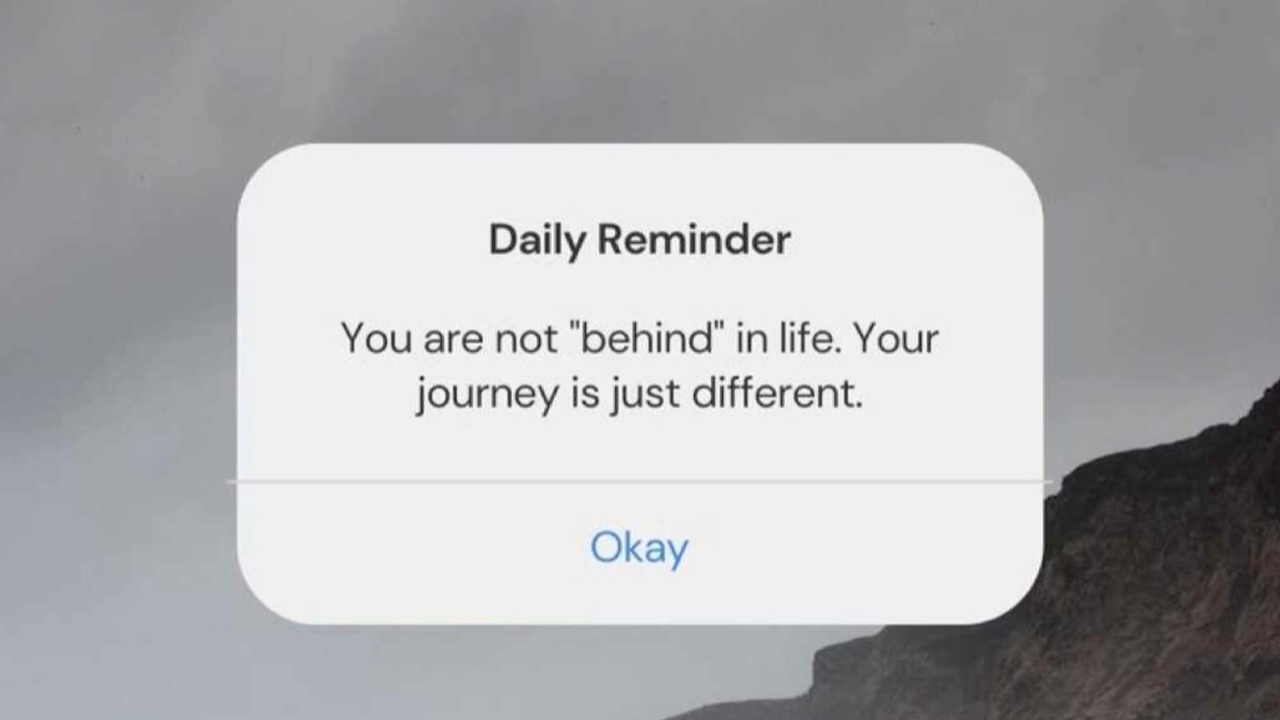 Daily Reminder
You are not "behind" in life. Your
journey is just different.
Okay